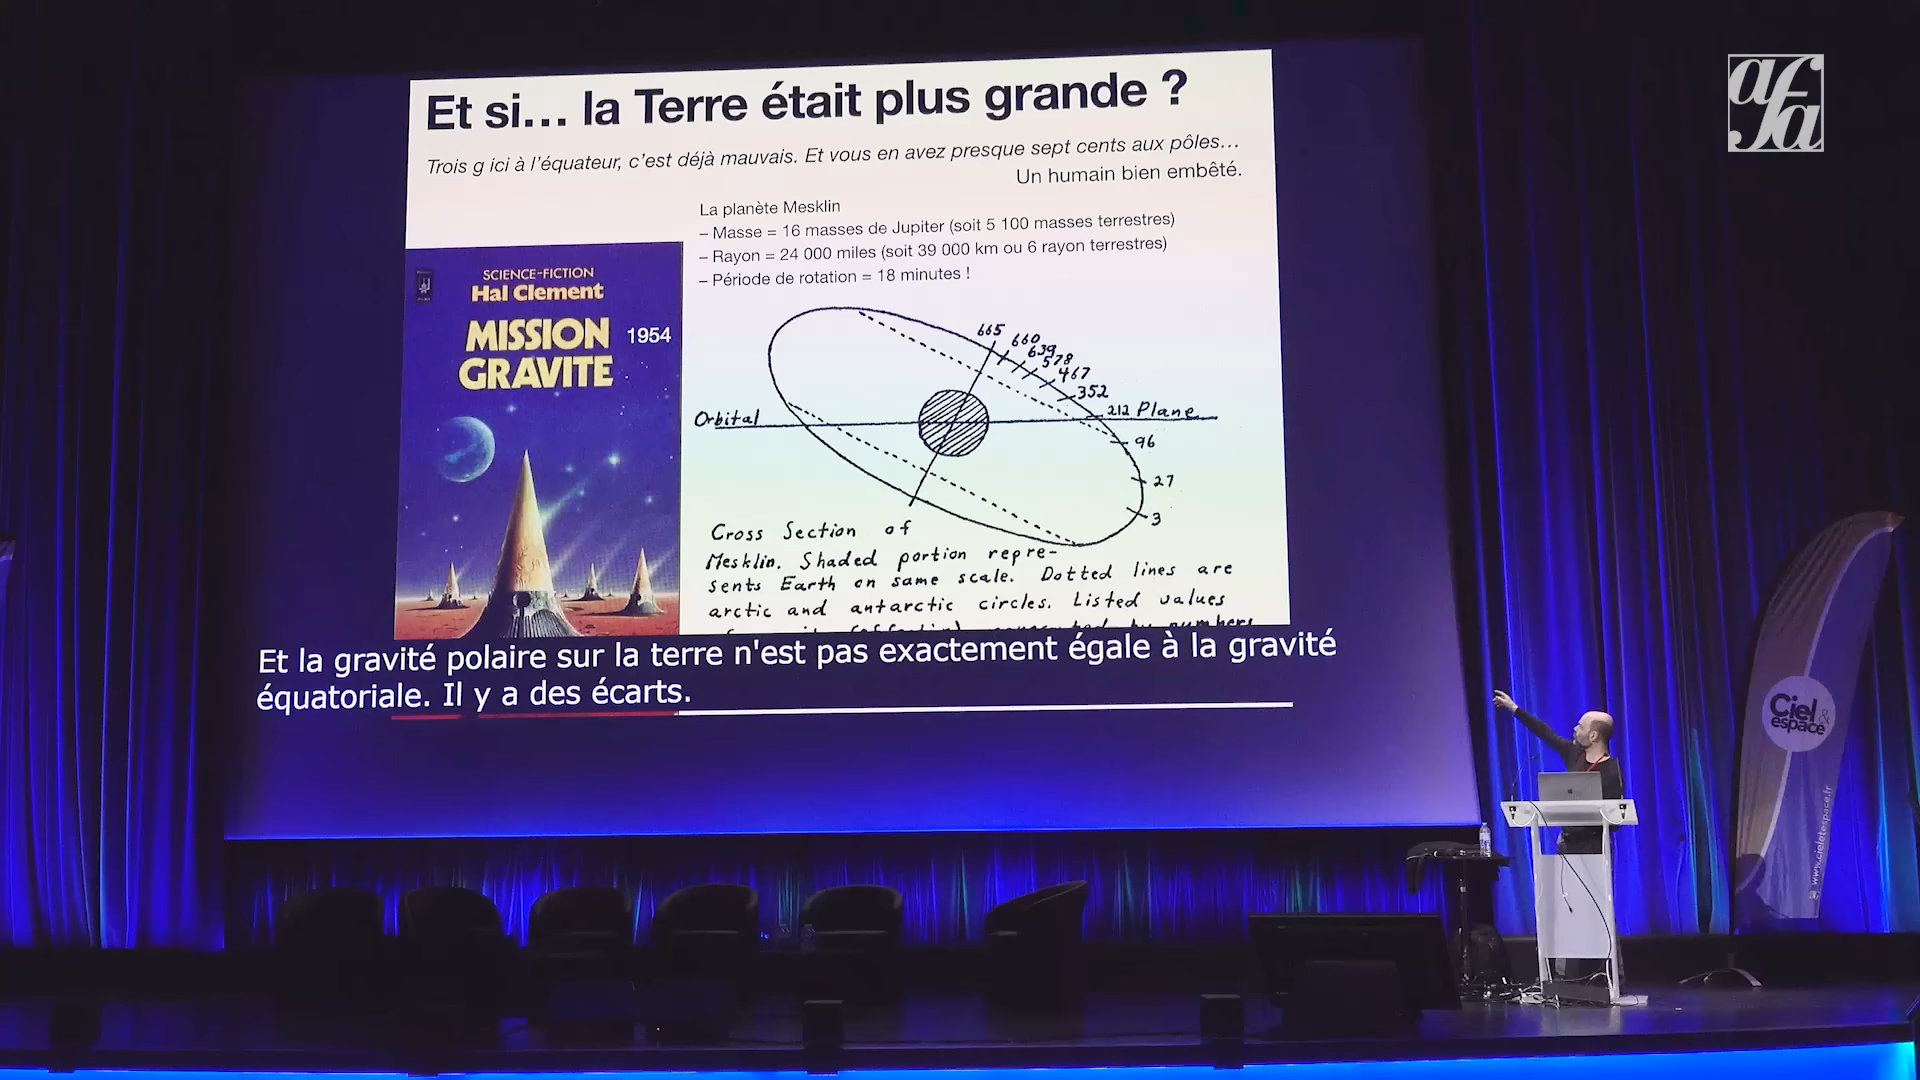 afa
Et si... la Terre était plus grande ?
Trois g ici à l'équateur, c'est déjà mauvais. Et vous en avez presque sept cents aux pôles...
Un humain bien embêté.
La planète Mesklin
– Masse = 16 masses de Jupiter (soit 5 100 masses terrestres)
– Rayon = 24 000 miles (soit 39 000 km ou 6 rayon terrestres)
– Période de rotation = 18 minutes !
SCIENCE-FICTION
Hal Clement
MISSION
GRAVITE
1954
665
660
639
578
467
352
Orbital
212 Plane
96
27
3
Cross Section of
Mesklin. Shaded portion repre-
sents Earth on same scale. Dotted lines are
arctic and antarctic circles. Listed values
by numbers
Et la gravité polaire sur la terre n'est pas exactement égale à la gravité
équatoriale. Il y a des écarts.
Ciel &
espace
www.cieletespace.fr